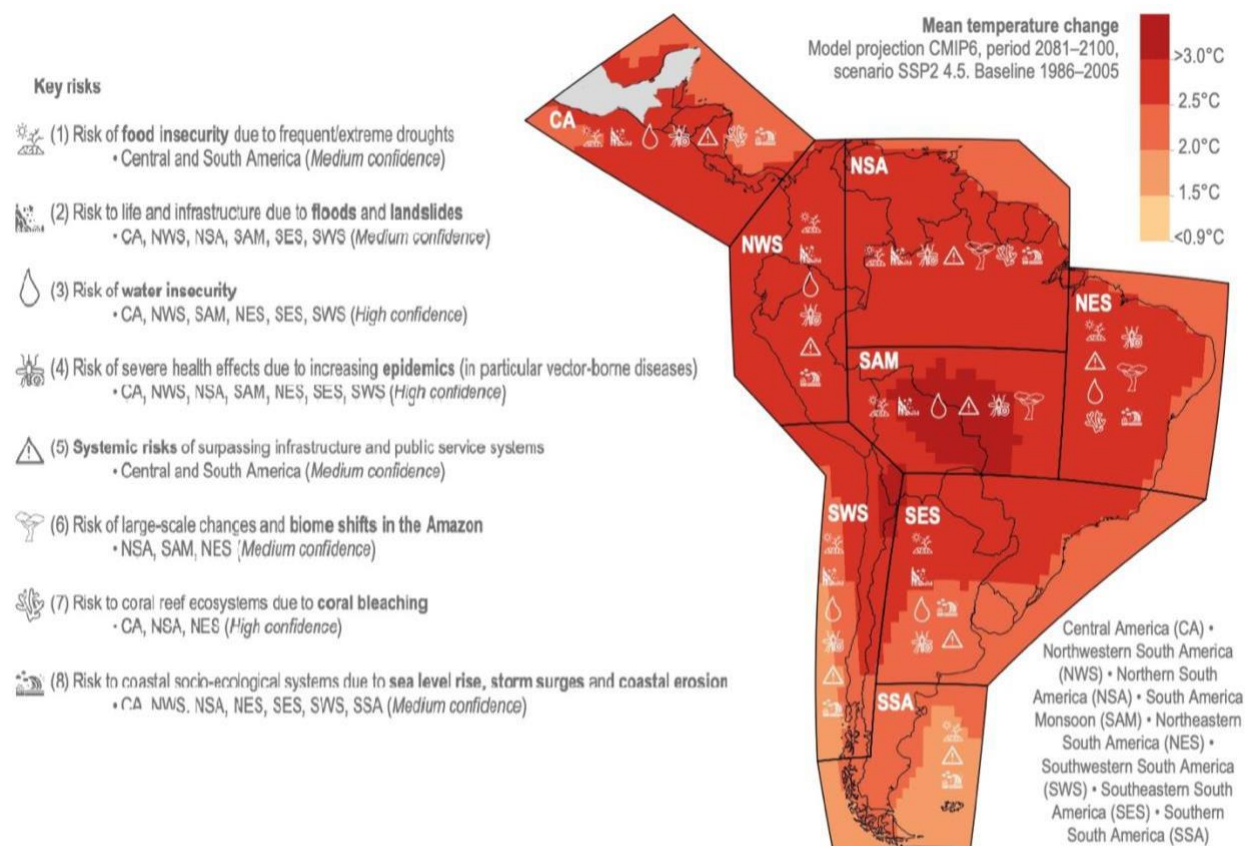 Key risks
(1) Risk of food insecurity due to frequent/extreme droughts
• Central and South America (Medium confidence)
(2) Risk to life and infrastructure due to floods and landslides
• CA, NWS, NSA, SAM, SES, SWS (Medium confidence)
(3) Risk of water insecurity
• CA, NWS, SAM, NES, SES, SWS (High confidence)
(4) Risk of severe health effects due to increasing epidemics (in particular vector-borne diseases)
• CA, NWS, NSA, SAM, NES, SES, SWS (High confidence)
(5) Systemic risks of surpassing infrastructure and public service systems
• Central and South America (Medium confidence)
(6) Risk of large-scale changes and biome shifts in the Amazon
• NSA, SAM, NES (Medium confidence)
(7) Risk to coral reef ecosystems due to coral bleaching
• CA, NSA, NES (High confidence)
(8) Risk to coastal socio-ecological systems due to sea level rise, storm surges and coastal erosion
• CA, NWS, NSA, NES, SES, SWS, SSA (Medium confidence)
Mean temperature change
Model projection CMIP6, period 2081–2100,
scenario SSP2 4.5. Baseline 1986–2005
>3.0°C
2.5°C
2.0°C
1.5°C
<0.9°C
CA
NSA
NWS
NES
SAM
SWS
SES
SSA
Central America (CA) •
Northwestern South America
(NWS) • Northern South
America (NSA) • South America
Monsoon (SAM) • Northeastern
South America (NES) •
Southwestern South America
(SWS) • Southeastern South
America (SES) • Southern
South America (SSA)